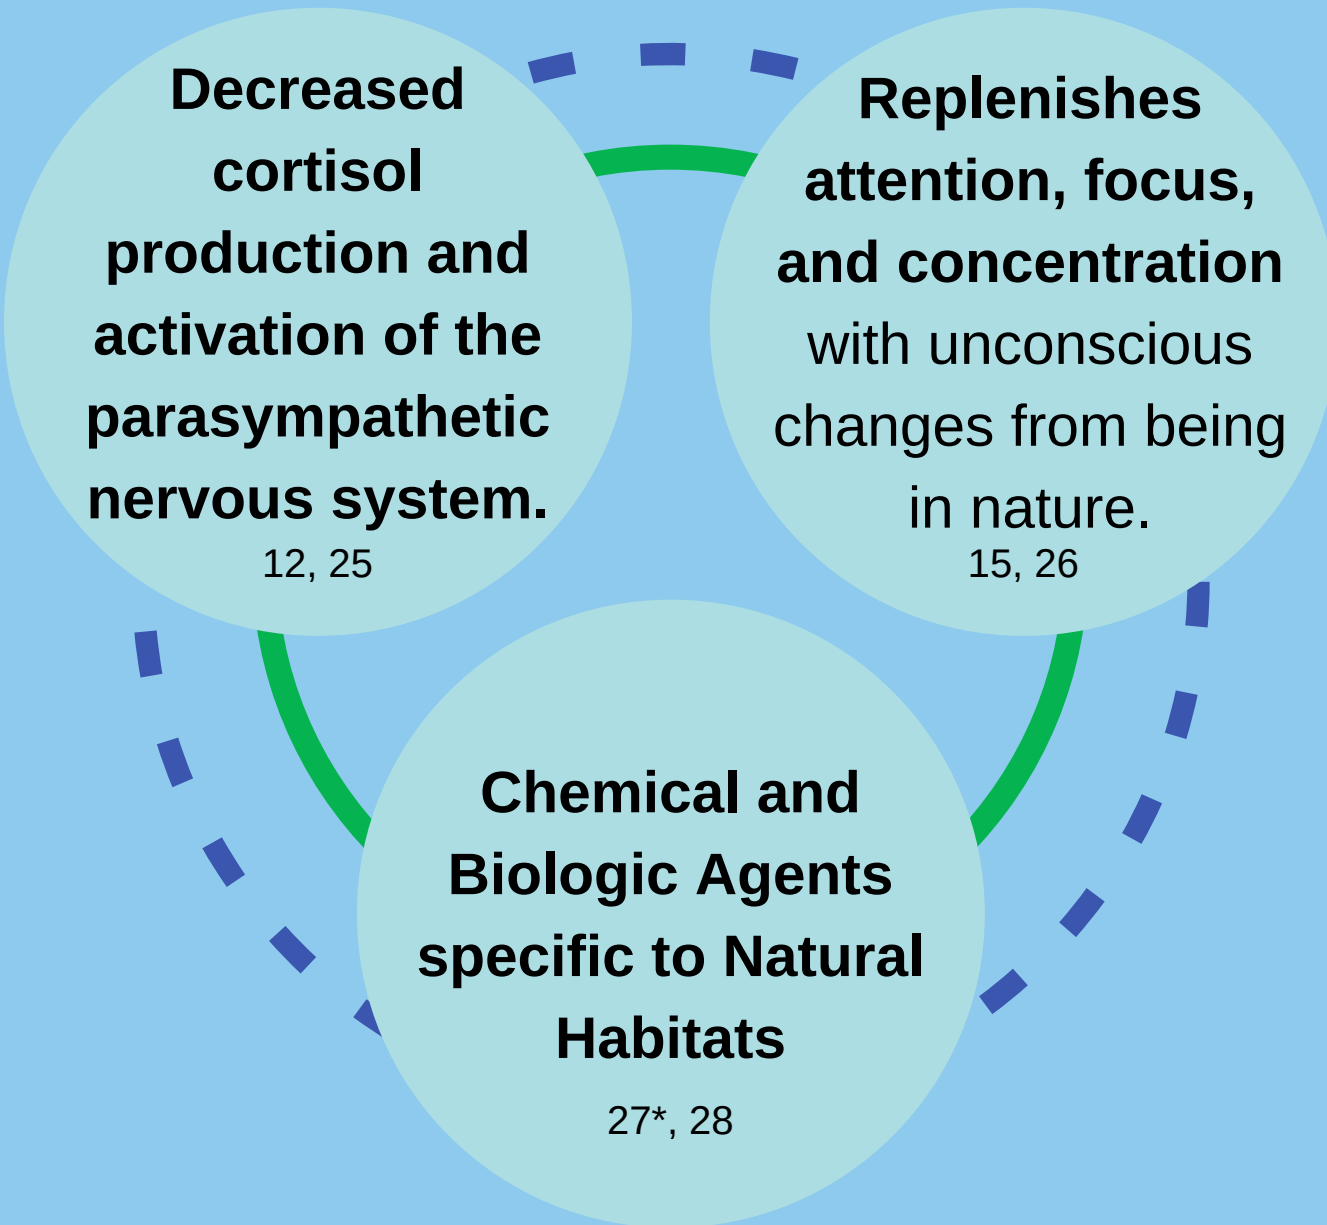 Decreased
cortisol
production and
activation of the
parasympathetic
nervous system.
12, 25
Replenishes
attention, focus,
and concentration
with unconscious
changes from being
in nature.
15, 26
Chemical and
Biologic Agents
specific to Natural
Habitats
27*, 28